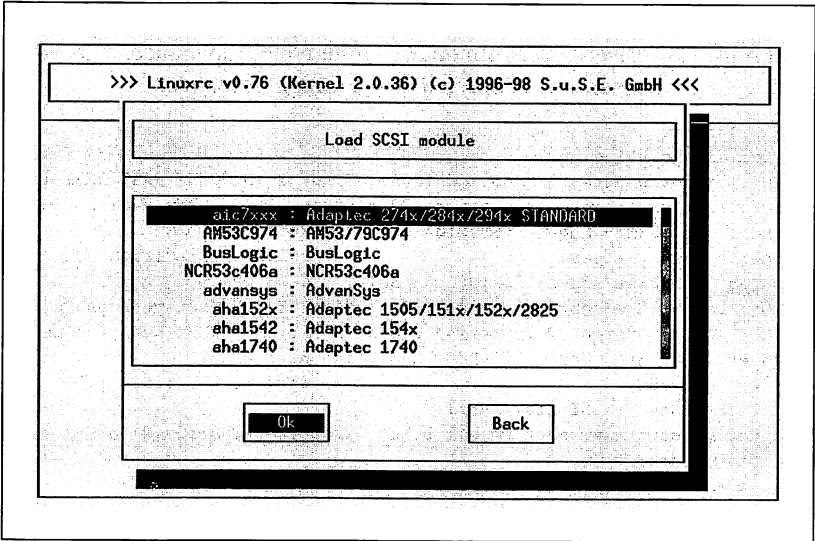 >>> Linuxrc v0.76 (Kernel 2.0.36) (c) 1996-98 S.u.S.E. GmbH <<<
Load SCSI module
aic7xxx : Adaptec 274x/284x/294x STANDARD
AM53C974 : AM53/79C974
BusLogic : BusLogic
NCR53c406a : NCR53c406a
advansys : AdvanSys
aha152x : Adaptec 1505/151x/152x/2825
aha1542 : Adaptec 154x
aha1740 : Adaptec 1740
Ok
Back